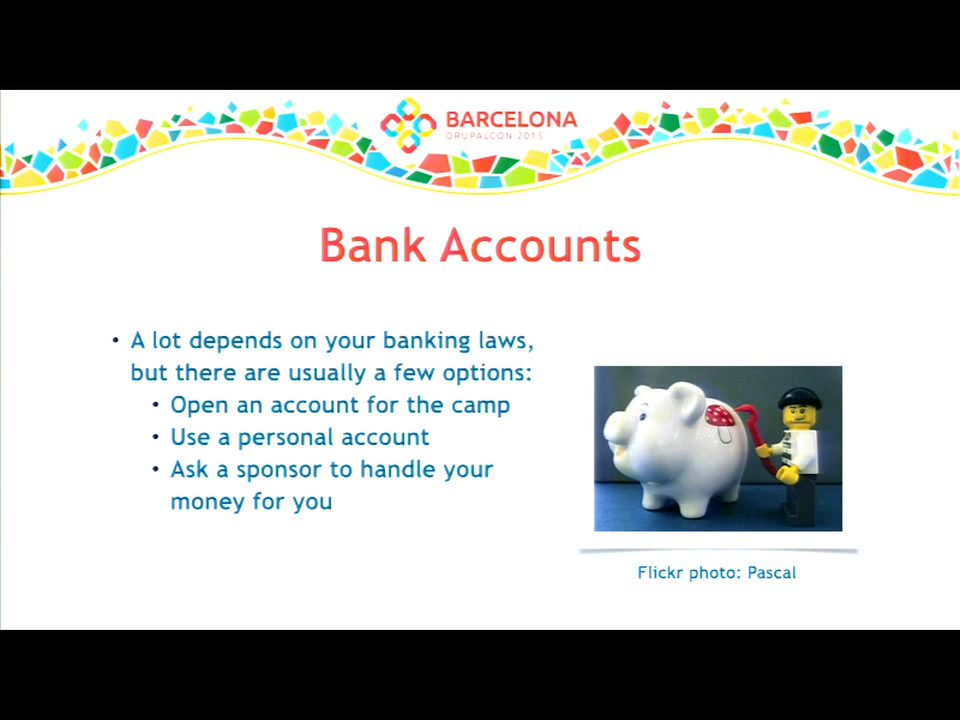 BARCELONA
DRUPALCON 2015
Bank Accounts
• A lot depends on your banking laws,
but there are usually a few options:
• Open an account for the camp
• Use a personal account
• Ask a sponsor to handle your
money for you
Flickr photo: Pascal